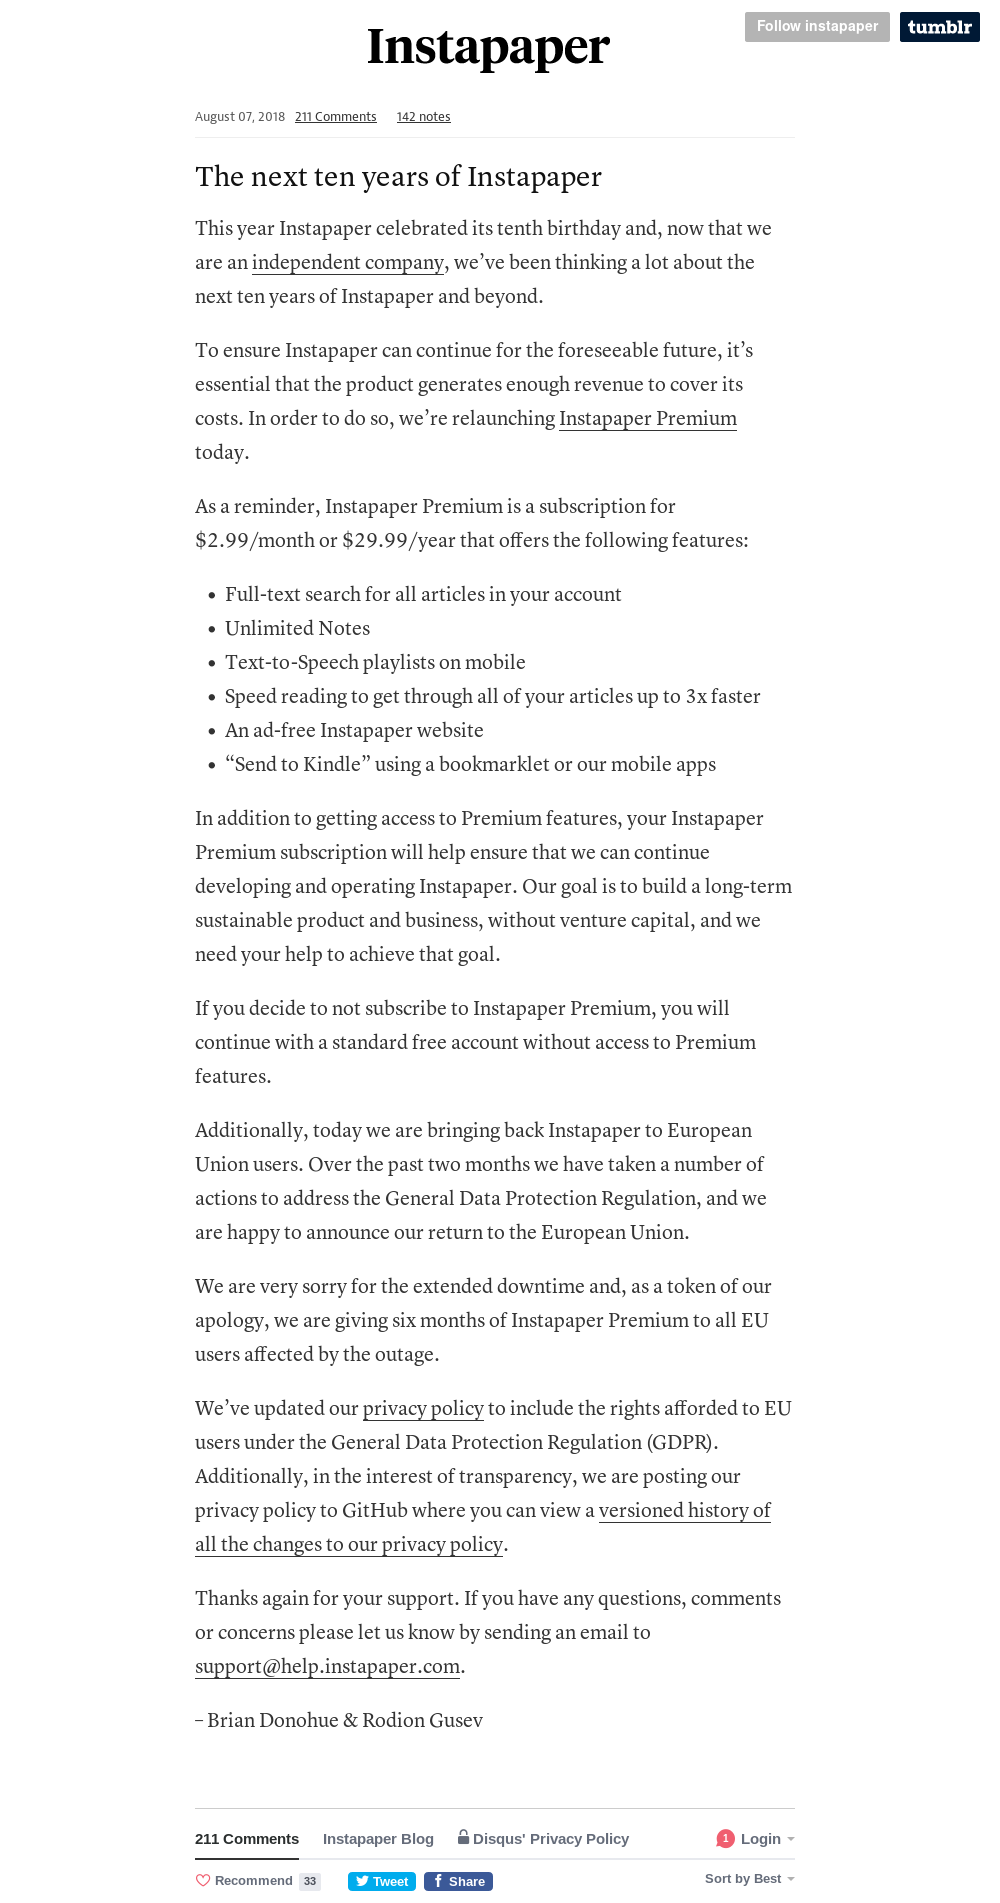 Instapaper
Follow instapaper
tumblr
August 07, 2018 211 Comments 142 notes
The next ten years of Instapaper
This year Instapaper celebrated its tenth birthday and, now that we
are an independent company, we’ve been thinking a lot about the
next ten years of Instapaper and beyond.
To ensure Instapaper can continue for the foreseeable future, it’s
essential that the product generates enough revenue to cover its
costs. In order to do so, we’re relaunching Instapaper Premium
today.
As a reminder, Instapaper Premium is a subscription for
$2.99/month or $29.99/year that offers the following features:
• Full-text search for all articles in your account
• Unlimited Notes
• Text-to-Speech playlists on mobile
• Speed reading to get through all of your articles up to 3x faster
• An ad-free Instapaper website
• “Send to Kindle” using a bookmarklet or our mobile apps
In addition to getting access to Premium features, your Instapaper
Premium subscription will help ensure that we can continue
developing and operating Instapaper. Our goal is to build a long-term
sustainable product and business, without venture capital, and we
need your help to achieve that goal.
If you decide to not subscribe to Instapaper Premium, you will
continue with a standard free account without access to Premium
features.
Additionally, today we are bringing back Instapaper to European
Union users. Over the past two months we have taken a number of
actions to address the General Data Protection Regulation, and we
are happy to announce our return to the European Union.
We are very sorry for the extended downtime and, as a token of our
apology, we are giving six months of Instapaper Premium to all EU
users affected by the outage.
We’ve updated our privacy policy to include the rights afforded to EU
users under the General Data Protection Regulation (GDPR).
Additionally, in the interest of transparency, we are posting our
privacy policy to GitHub where you can view a versioned history of
all the changes to our privacy policy.
Thanks again for your support. If you have any questions, comments
or concerns please let us know by sending an email to
support@help.instapaper.com.
– Brian Donohue & Rodion Gusev
211 Comments Instapaper Blog Disqus' Privacy Policy 1 Login
Recommend 33 Tweet Share Sort by Best